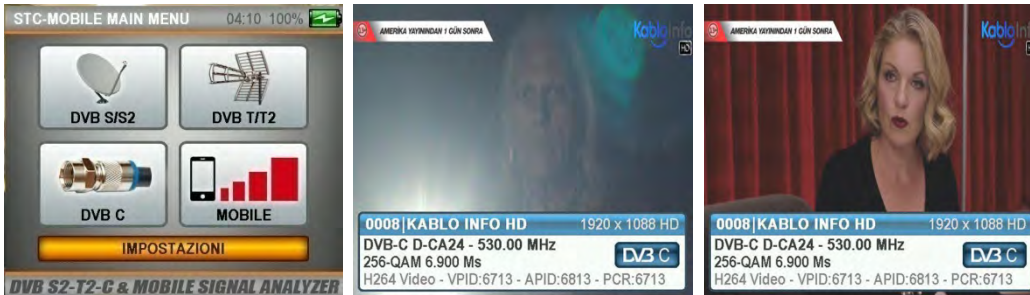 STC-MOBILE MAIN MENU 04:10 100%
DVB S/S2
DVB T/T2
DVB C
MOBILE
IMPOSTAZIONI
DVB S2-T2-C & MOBILE SIGNAL ANALYZER
AMERİKA YAYININDAN 1 GÜN SONRA
Kabloinfo
HD
0008|KABLO INFO HD 1920 x 1088 HD
DVB-C D-CA24 - 530.00 MHz
256-QAM 6.900 Ms
DVB C
H264 Video - VPID:6713 - APID:6813 - PCR:6713
AMERİKA YAYININDAN 1 GÜN SONRA
KabloIn
0008|KABLO INFO HD 1920 x 1088 HD
DVB-C D-CA24 - 530.00 MHz
256-QAM 6.900 Ms
DVB C
H264 Video - VPID:6713 - APID:6813 - PCR:6713